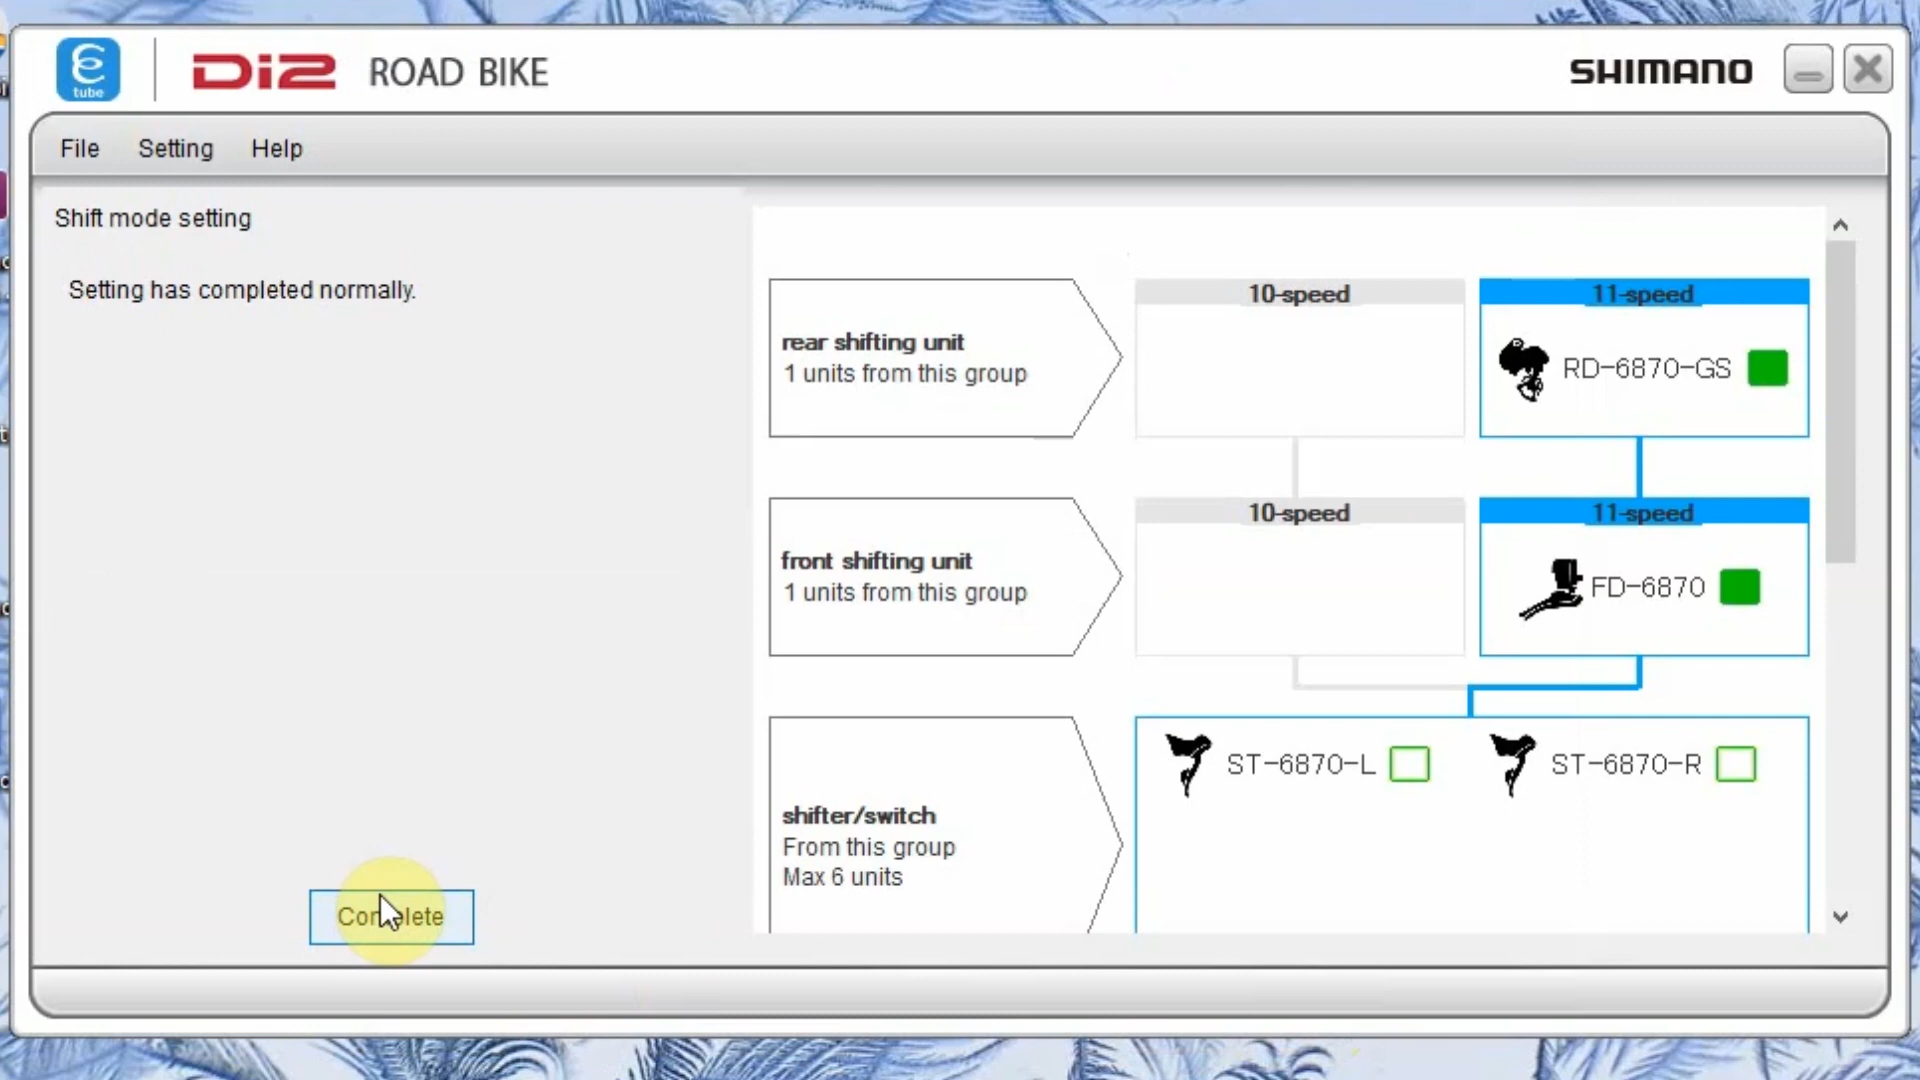 tube
Di2 ROAD BIKE
SHIMANO
File Setting Help
Shift mode setting
Setting has completed normally.
Complete
rear shifting unit
1 units from this group
10-speed
11-speed
RD-6870-GS
front shifting unit
1 units from this group
10-speed
11-speed
FD-6870
shifter/switch
From this group
Max 6 units
ST-6870-L
ST-6870-R